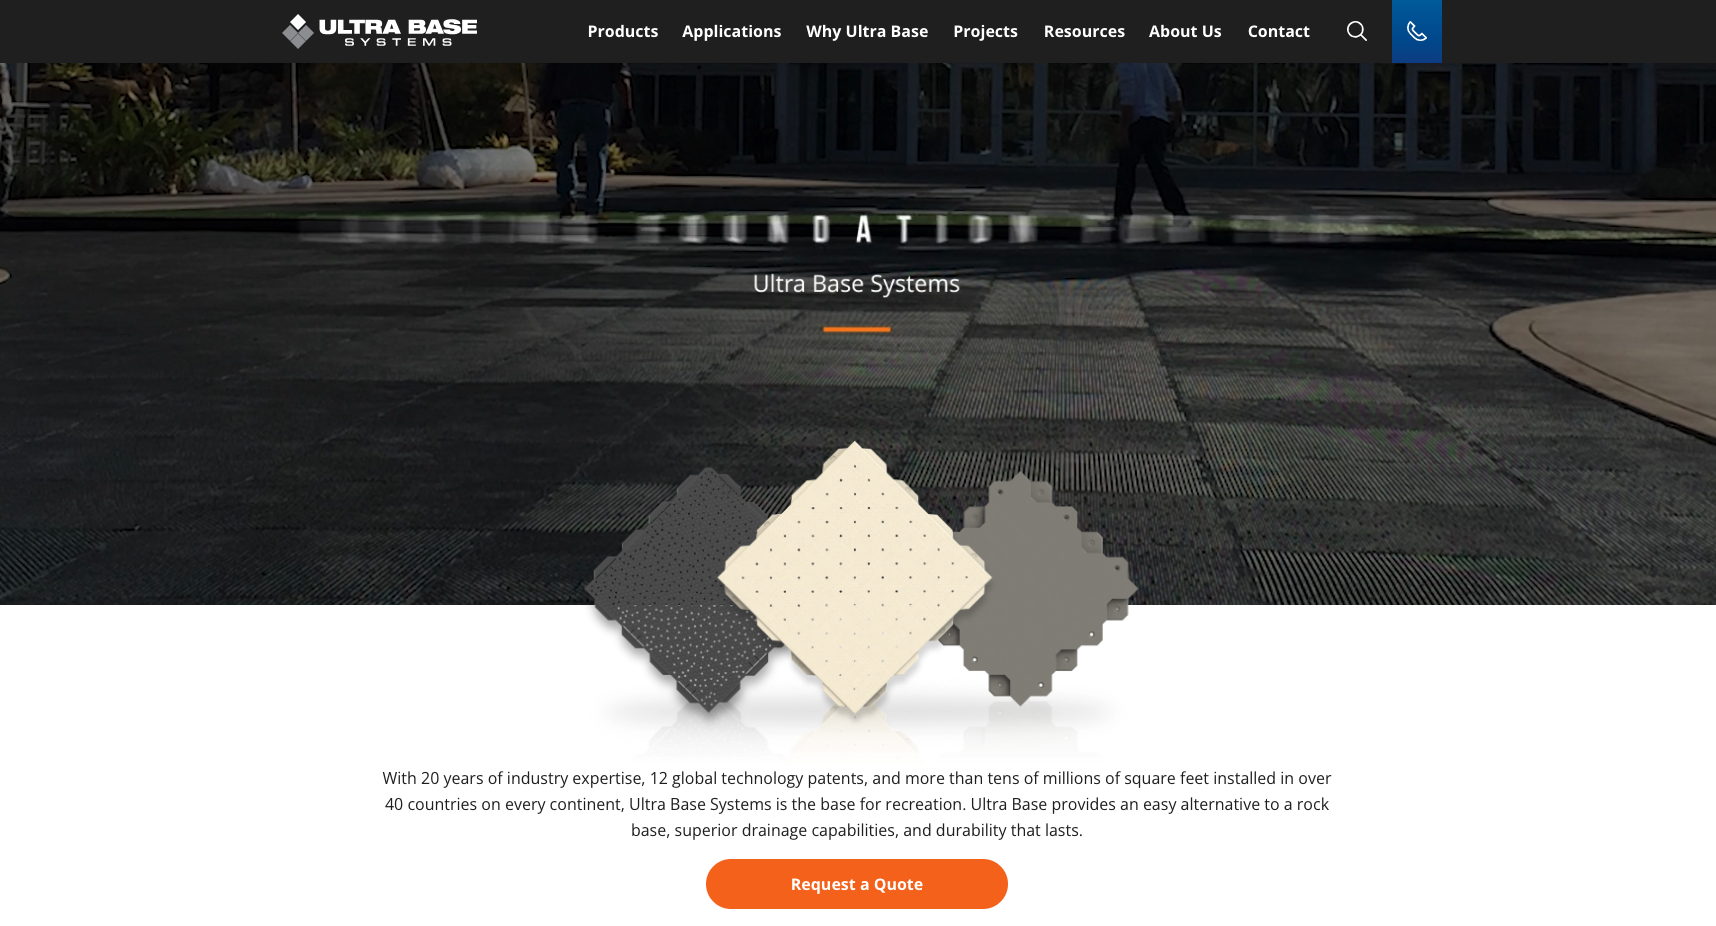 ULTRA BASE
SYSTEMS
Products
Applications
Why Ultra Base
Projects
Resources
About Us
Contact
LASTING FOUNDATION
Ultra Base Systems
With 20 years of industry expertise, 12 global technology patents, and more than tens of millions of square feet installed in over
40 countries on every continent, Ultra Base Systems is the base for recreation. Ultra Base provides an easy alternative to a rock
base, superior drainage capabilities, and durability that lasts.
Request a Quote